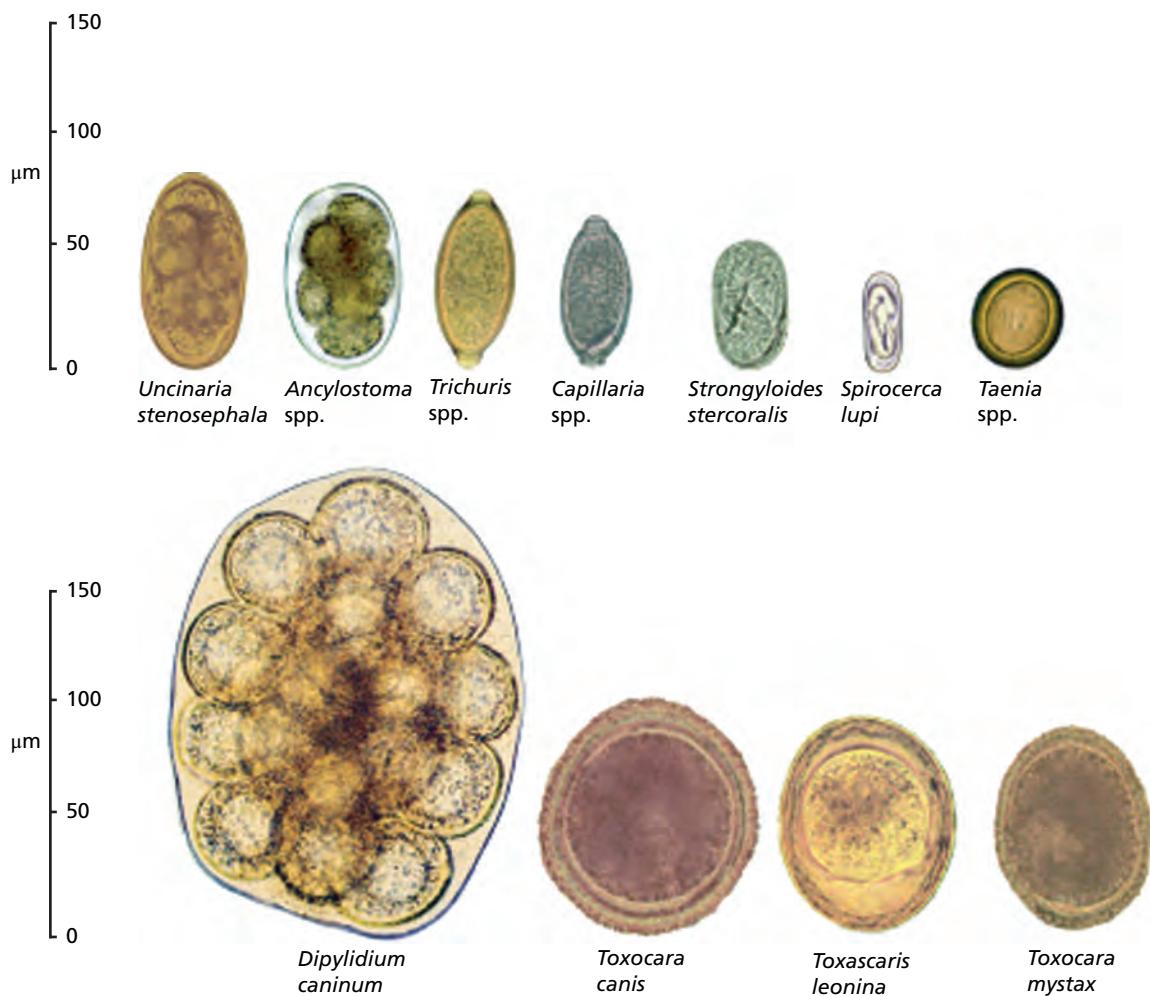 150
100
μm
50
0
Uncinaria
stenosephala
Ancylostoma
spp.
Trichuris
spp.
Capillaria
spp.
Strongyloides
stercoralis
Spirocerca
lupi
Taenia
spp.
150
100
μm
50
0
Dipylidium
caninum
Toxocara
canis
Toxascaris
leonina
Toxocara
mystax